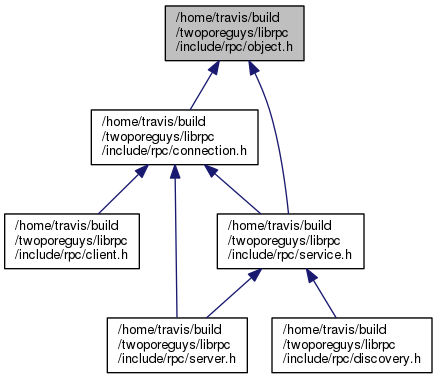 /home/travis/build
/twoporeguys/librpc
/include/rpc/object.h
/home/travis/build
/twoporeguys/librpc
/include/rpc/connection.h
/home/travis/build
/twoporeguys/librpc
/include/rpc/client.h
/home/travis/build
/twoporeguys/librpc
/include/rpc/service.h
/home/travis/build
/twoporeguys/librpc
/include/rpc/server.h
/home/travis/build
/twoporeguys/librpc
/include/rpc/discovery.h